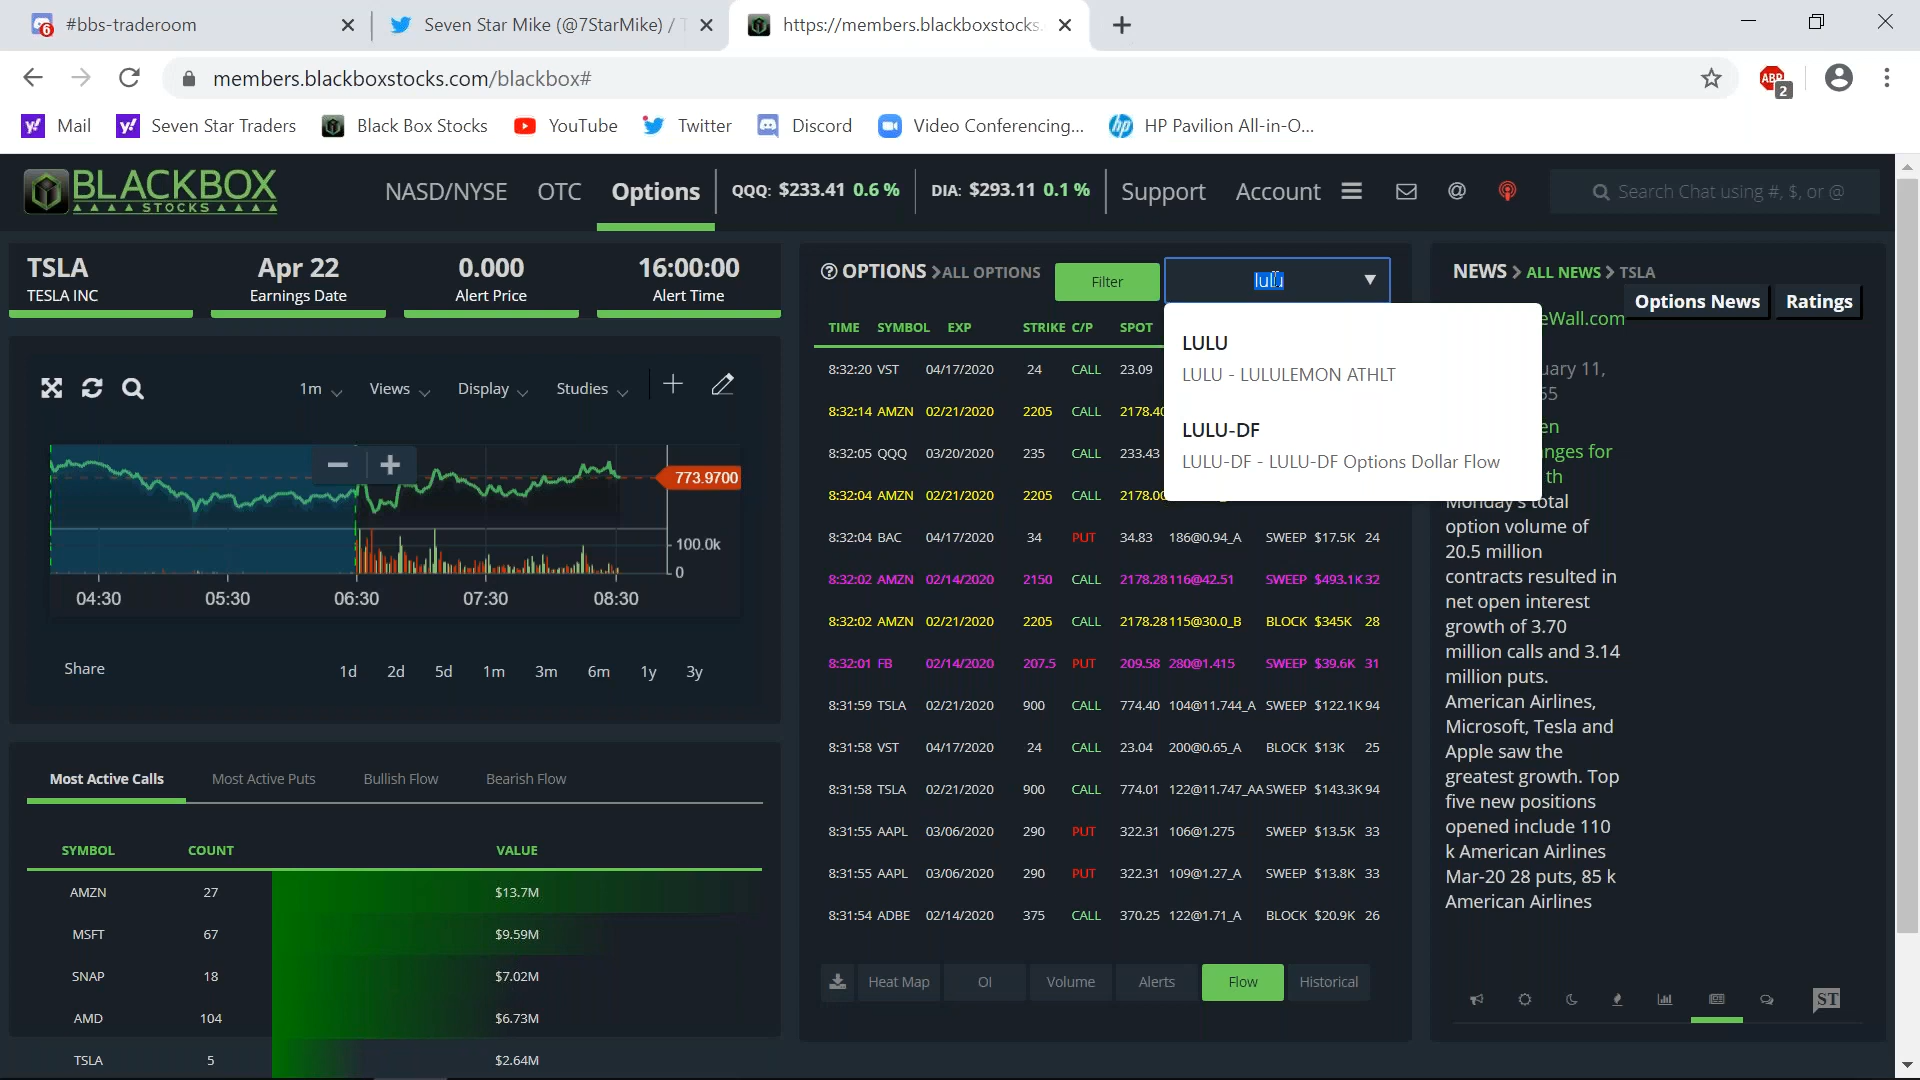 #bbs-traderoom
Seven Star Mike (@7StarMike) / T
https://members.blackboxstocks.
members.blackboxstocks.com/blackbox#
ABP
2
Mail
Seven Star Traders
Black Box Stocks
YouTube
Twitter
Discord
Video Conferencing...
HP Pavilion All-in-O...
BLACKBOX
STOCKS
NASD/NYSE
OTC
Options
QQQ: $233.41 0.6 %
DIA: $293.11 0.1 %
Support
Account
Search Chat using #, $, or @
TSLA
TESLA INC
Apr 22
Earnings Date
0.000
Alert Price
16:00:00
Alert Time
1m
Views
Display
Studies
773.9700
100.0k
0
04:30 05:30 06:30 07:30 08:30
Share
1d 2d 5d 1m 3m 6m 1y 3y
Most Active Calls
Most Active Puts
Bullish Flow
Bearish Flow
SYMBOL COUNT VALUE
AMZN 27 $13.7M
MSFT 67 $9.59M
SNAP 18 $7.02M
AMD 104 $6.73M
TSLA 5 $2.64M
OPTIONS >ALL OPTIONS
Filter
lulu
LULU
LULU - LULULEMON ATHLT
LULU-DF
LULU-DF - LULU-DF Options Dollar Flow
TIME SYMBOL EXP STRIKE C/P SPOT
8:32:20 VST 04/17/2020 24 CALL 23.09
8:32:14 AMZN 02/21/2020 2205 CALL 2178.40
8:32:05 QQQ 03/20/2020 235 CALL 233.43
8:32:04 AMZN 02/21/2020 2205 CALL 2178.00
8:32:04 BAC 04/17/2020 34 PUT 34.83 186@0.94_A SWEEP $17.5K 24
8:32:02 AMZN 02/14/2020 2150 CALL 2178.28 116@42.51 SWEEP $493.1K 32
8:32:02 AMZN 02/21/2020 2205 CALL 2178.28 115@30.0_B BLOCK $345K 28
8:32:01 FB 02/14/2020 207.5 PUT 209.58 280@1.415 SWEEP $39.6K 31
8:31:59 TSLA 02/21/2020 900 CALL 774.40 104@11.744_A SWEEP $122.1K 94
8:31:58 VST 04/17/2020 24 CALL 23.04 200@0.65_A BLOCK $13K 25
8:31:58 TSLA 02/21/2020 900 CALL 774.01 122@11.747_AA SWEEP $143.3K 94
8:31:55 AAPL 03/06/2020 290 PUT 322.31 106@1.275 SWEEP $13.5K 33
8:31:55 AAPL 03/06/2020 290 PUT 322.31 109@1.27_A SWEEP $13.8K 33
8:31:54 ADBE 02/14/2020 375 CALL 370.25 122@1.71_A BLOCK $20.9K 26
Heat Map
OI
Volume
Alerts
Flow
Historical
NEWS > ALL NEWS > TSLA
Options News
Ratings
eWall.com
uary 11,
55
en
nges for
th
Monday's total
option volume of
20.5 million
contracts resulted in
net open interest
growth of 3.70
million calls and 3.14
million puts.
American Airlines,
Microsoft, Tesla and
Apple saw the
greatest growth. Top
five new positions
opened include 110
k American Airlines
Mar-20 28 puts, 85 k
American Airlines
ST